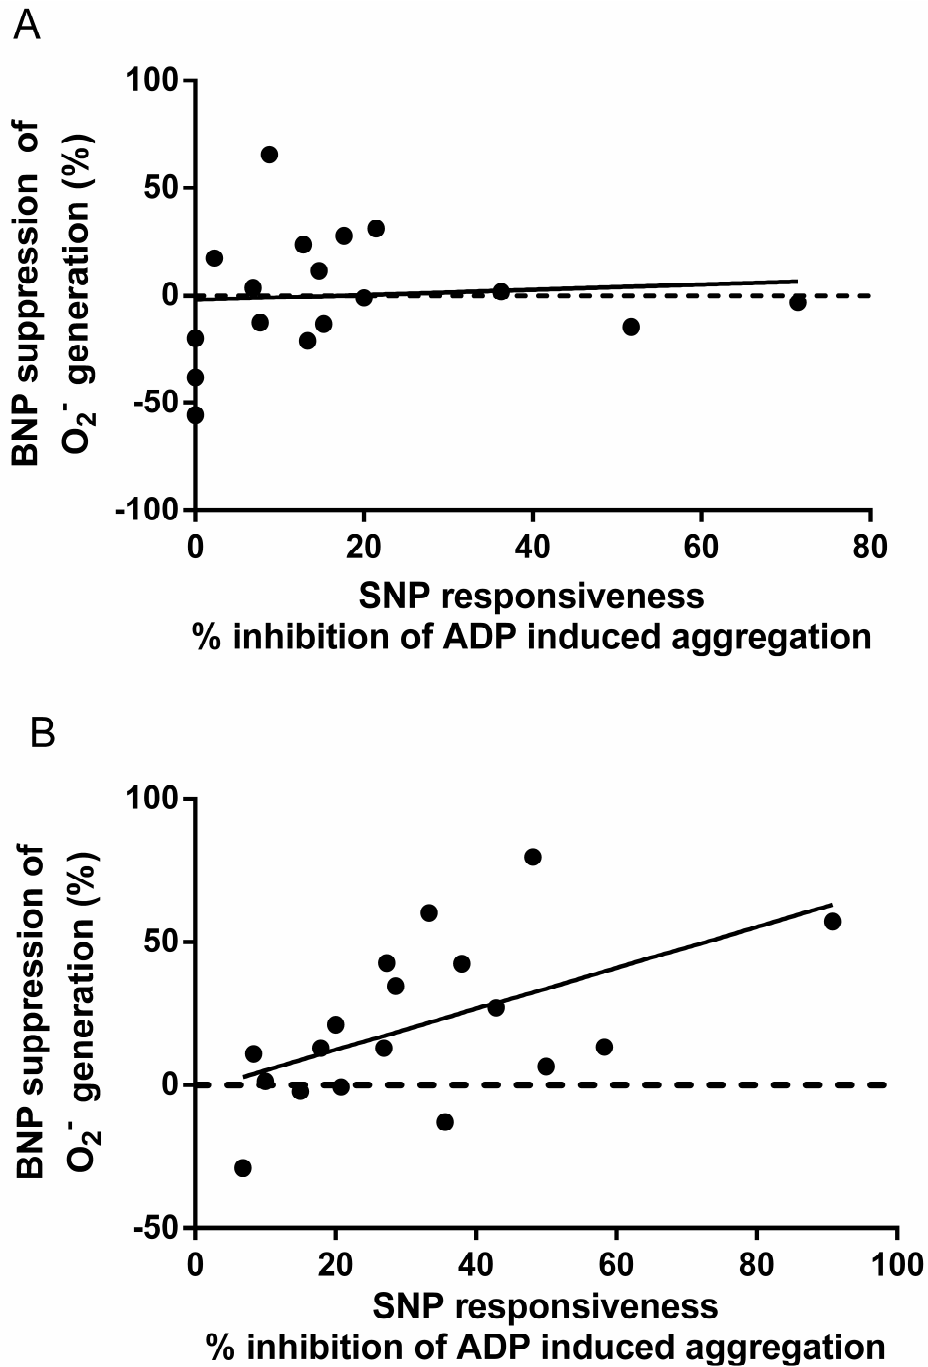 A
BNP suppression of
O₂⁻ generation (%)
100
50
0
-50
-100
0 20 40 60 80
SNP responsiveness
% inhibition of ADP induced aggregation
B
BNP suppression of
O₂⁻ generation (%)
100
50
0
-50
0 20 40 60 80 100
SNP responsiveness
% inhibition of ADP induced aggregation